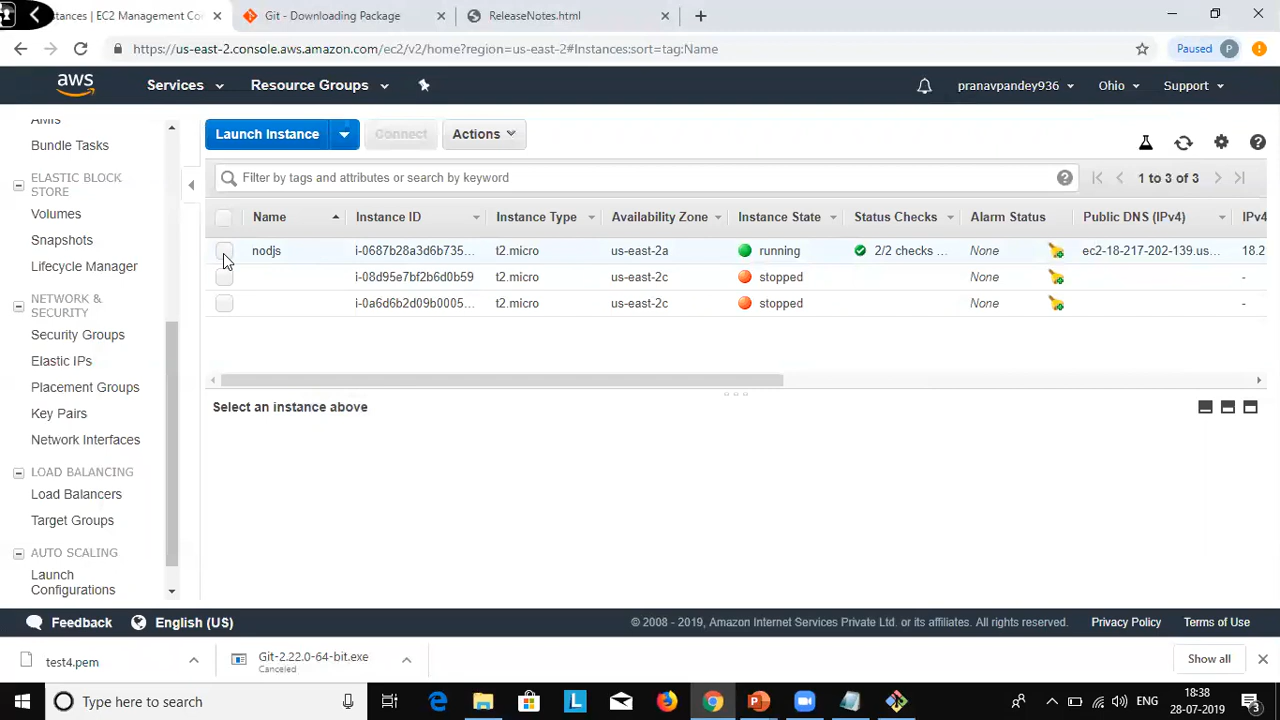 nstances | EC2 Management Co
Git - Downloading Package
ReleaseNotes.html
https://us-east-2.console.aws.amazon.com/ec2/v2/home?region=us-east-2#Instances:sort=tag:Name
Paused
P
aws
Services
Resource Groups
pranavpandey936
Ohio
Support
AMIs
Bundle Tasks
ELASTIC BLOCK
STORE
Volumes
Snapshots
Lifecycle Manager
NETWORK &
SECURITY
Security Groups
Elastic IPs
Placement Groups
Key Pairs
Network Interfaces
LOAD BALANCING
Load Balancers
Target Groups
AUTO SCALING
Launch
Configurations
Launch Instance
Connect
Actions
Filter by tags and attributes or search by keyword
1 to 3 of 3
Name Instance ID Instance Type Availability Zone Instance State Status Checks Alarm Status Public DNS (IPv4) IPv4
nodjs i-0687b28a3d6b735... t2.micro us-east-2a running 2/2 checks ... None ec2-18-217-202-139.us... 18.2
i-08d95e7bf2b6d0b59 t2.micro us-east-2c stopped None -
i-0a6d6b2d09b0005... t2.micro us-east-2c stopped None -
Select an instance above
Feedback
English (US)
© 2008 - 2019, Amazon Internet Services Private Ltd. or its affiliates. All rights reserved.
Privacy Policy
Terms of Use
test4.pem
Git-2.22.0-64-bit.exe
Canceled
Show all
Type here to search
ENG
18:38
28-07-2019
3